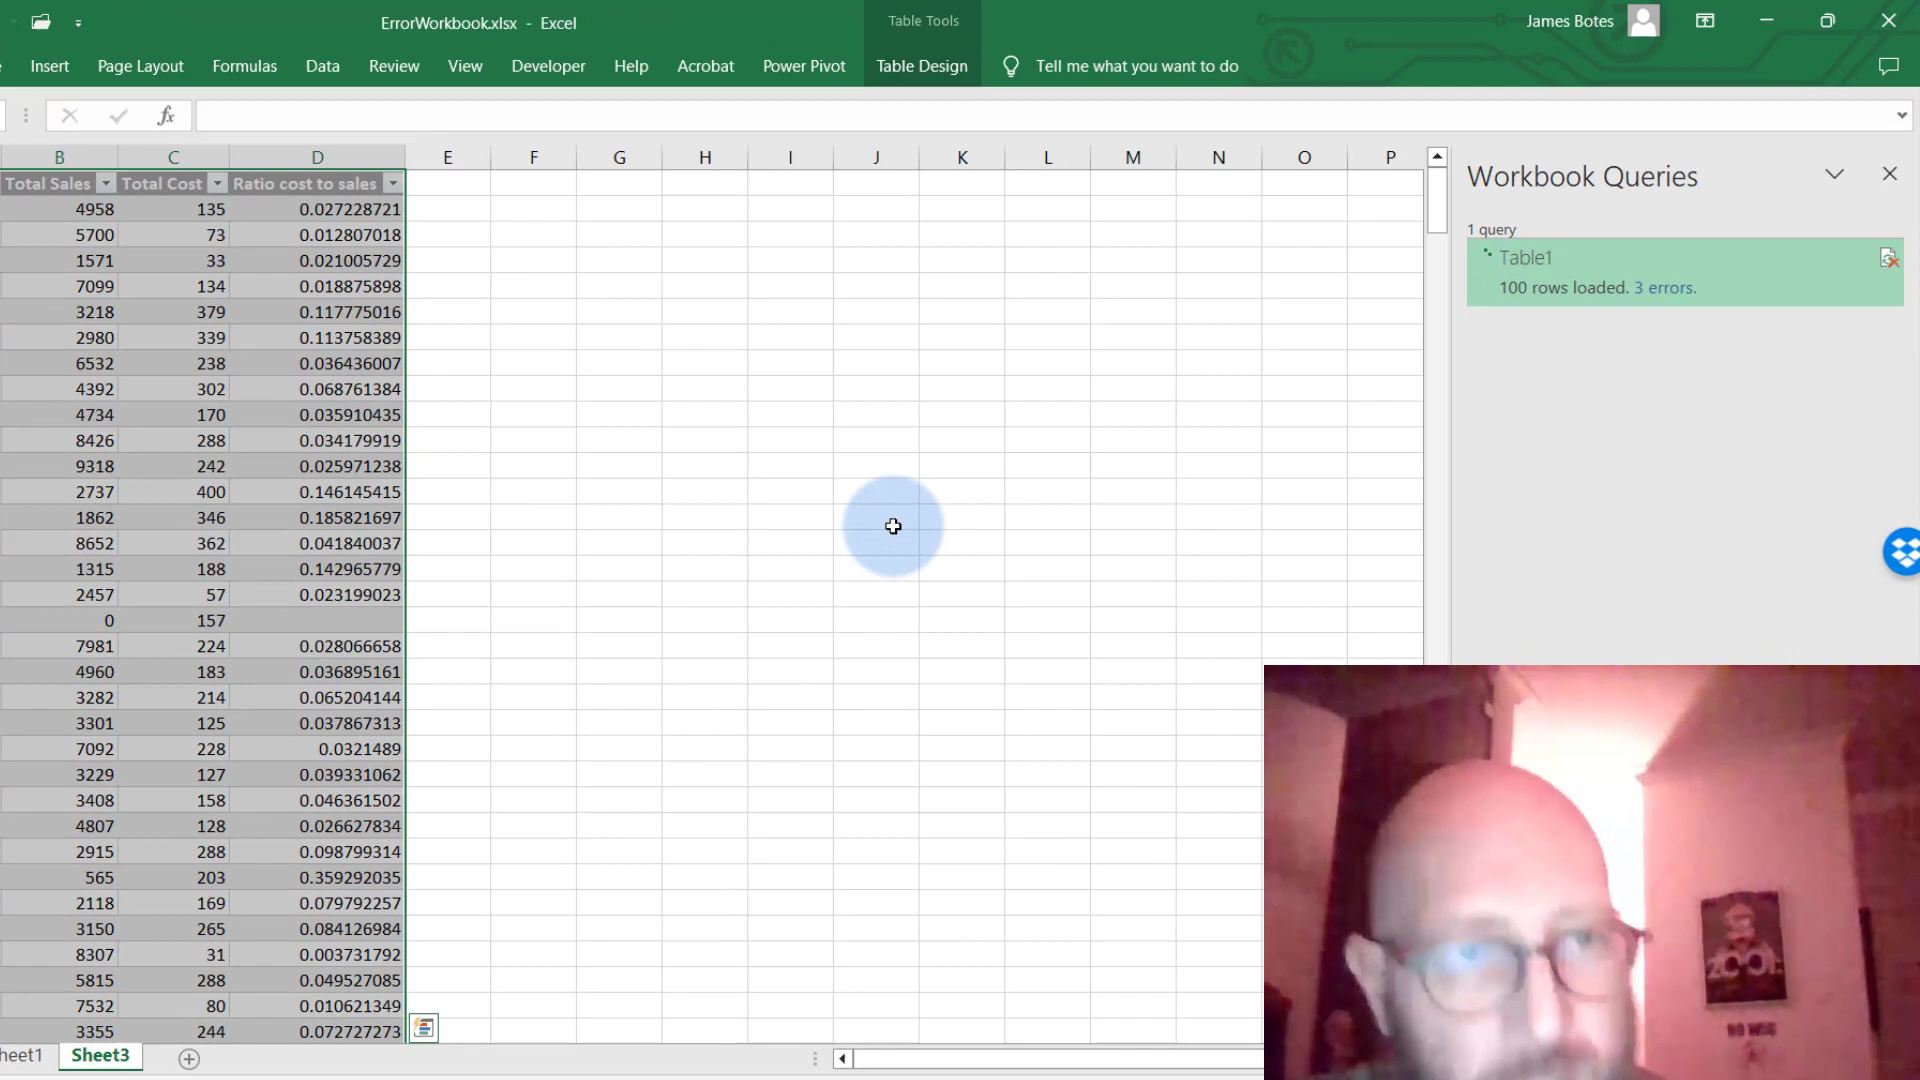 ErrorWorkbook.xlsx - Excel
Table Tools
James Botes
Insert Page Layout Formulas Data Review View Developer Help Acrobat Power Pivot Table Design Tell me what you want to do
fx
B C D E F G H I J K L M N O P
Total Sales Total Cost Ratio cost to sales
4958 135 0.027228721
5700 73 0.012807018
1571 33 0.021005729
7099 134 0.018875898
3218 379 0.117775016
2980 339 0.113758389
6532 238 0.036436007
4392 302 0.068761384
4734 170 0.035910435
8426 288 0.034179919
9318 242 0.025971238
2737 400 0.146145415
1862 346 0.185821697
8652 362 0.041840037
1315 188 0.142965779
2457 57 0.023199023
0 157
7981 224 0.028066658
4960 183 0.036895161
3282 214 0.065204144
3301 125 0.037867313
7092 228 0.0321489
3229 127 0.039331062
3408 158 0.046361502
4807 128 0.026627834
2915 288 0.098799314
565 203 0.359292035
2118 169 0.079792257
3150 265 0.084126984
8307 31 0.003731792
5815 288 0.049527085
7532 80 0.010621349
3355 244 0.072727273
heet1 Sheet3
Workbook Queries
1 query
Table1
100 rows loaded. 3 errors.